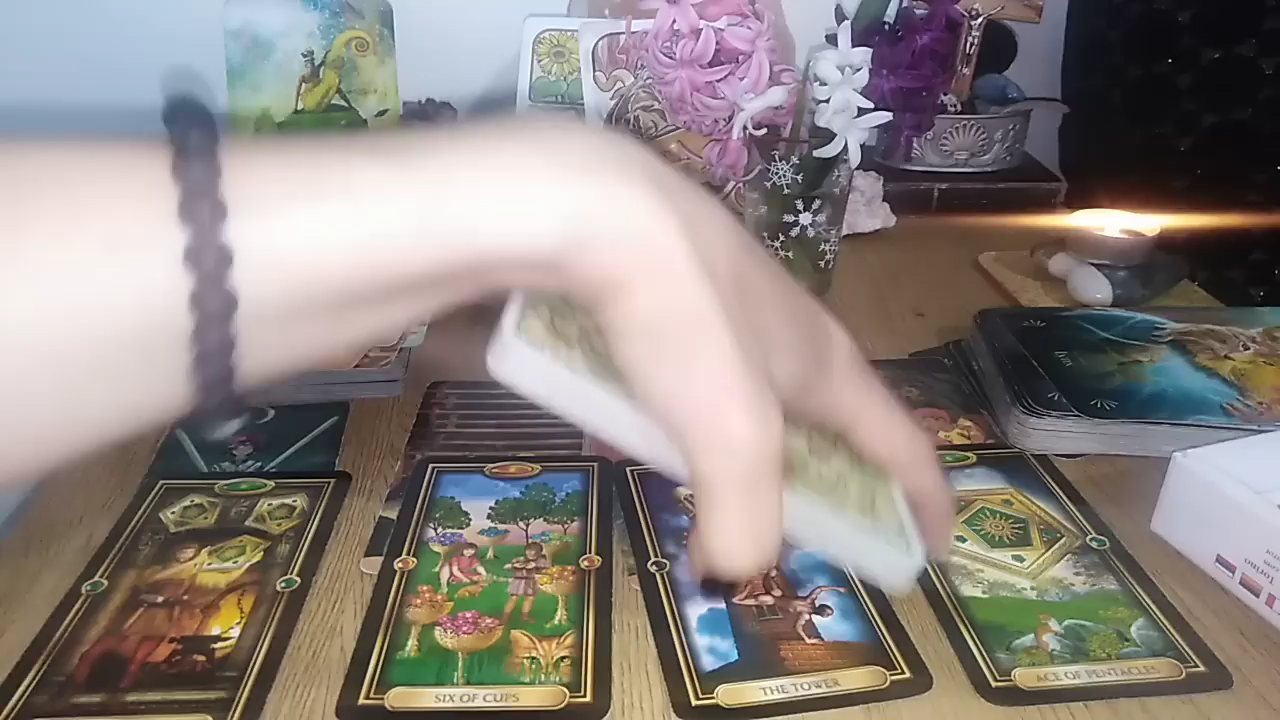 SIX OF CUPS
THE TOWER
ACE OF PENTACLES